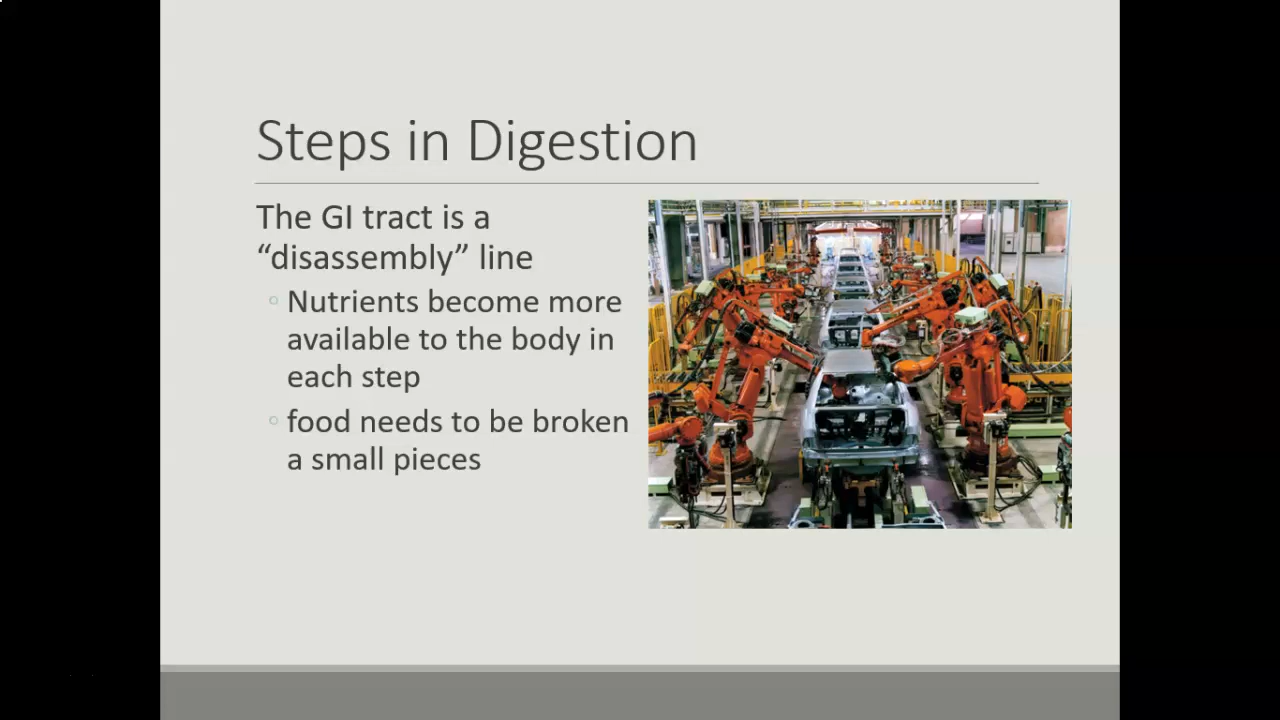 Steps in Digestion
The GI tract is a
“disassembly” line
◦ Nutrients become more
available to the body in
each step
◦ food needs to be broken
a small pieces